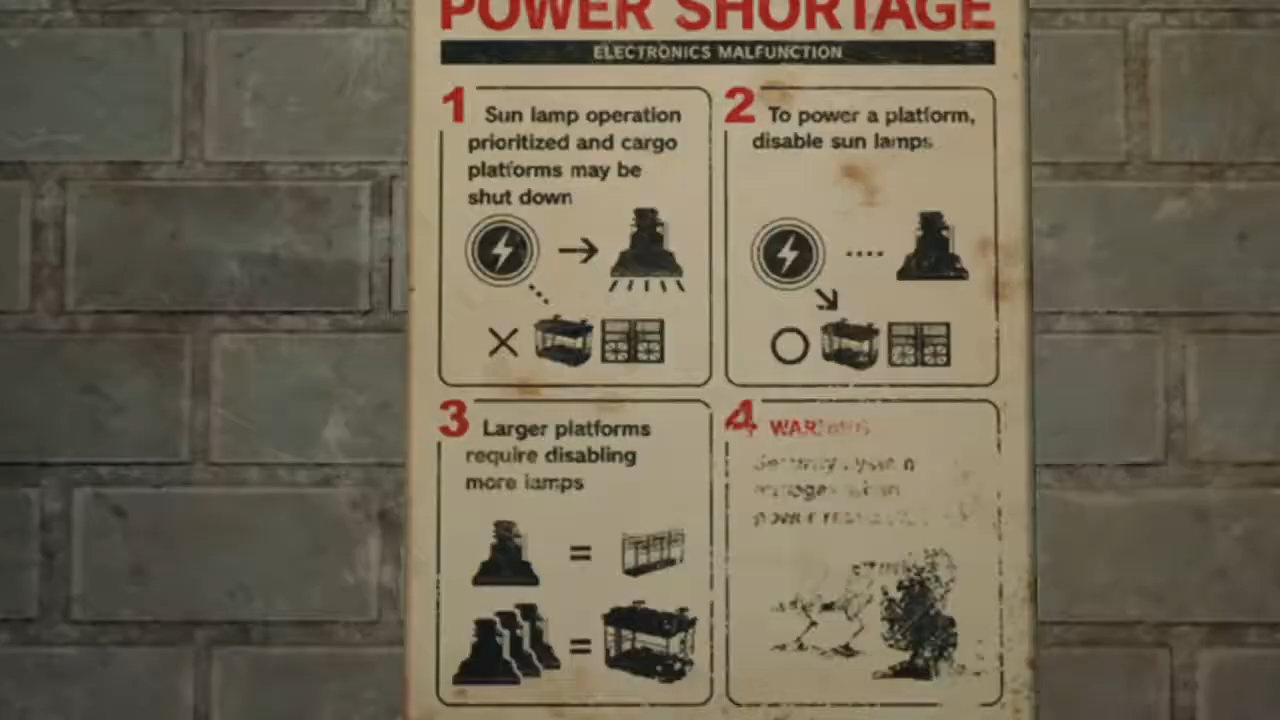 POWER SHORTAGE
ELECTRONICS MALFUNCTION
1 Sun lamp operation
prioritized and cargo
platforms may be
shut down
2 To power a platform,
disable sun lamps
3 Larger platforms
require disabling
more lamps
=
=
4